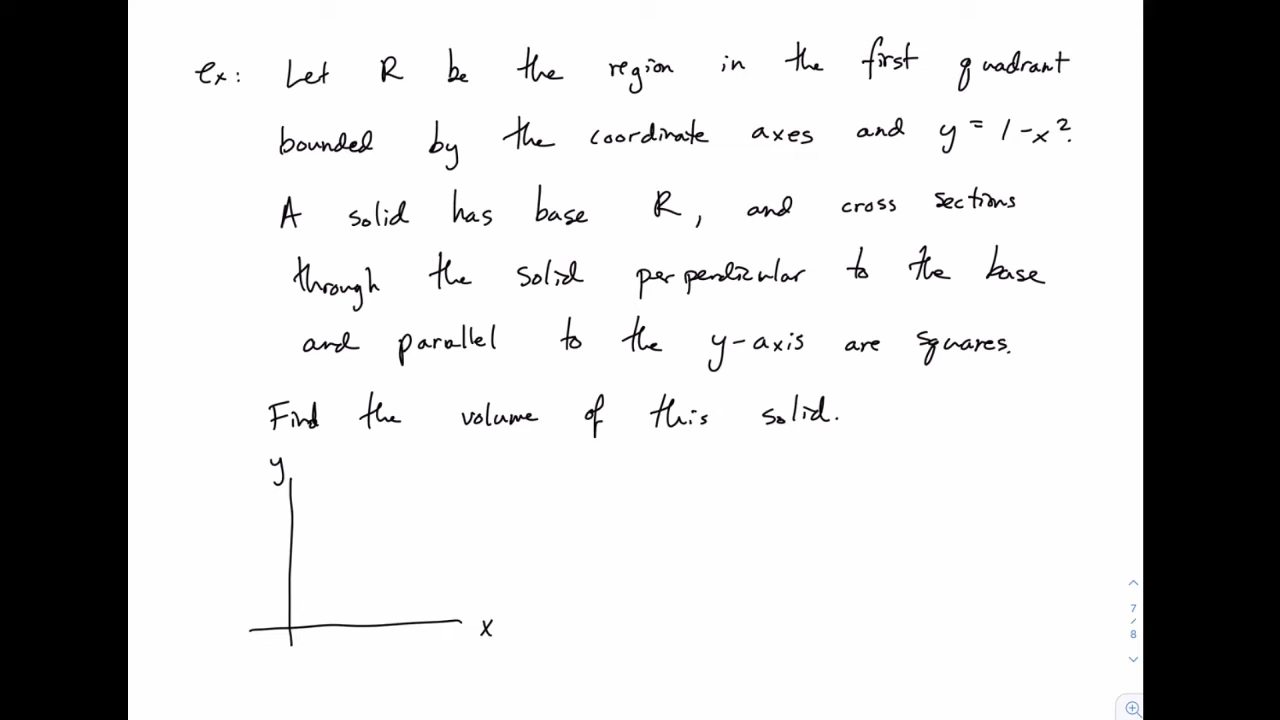 ex: Let R be the region in the first quadrant
bounded by the coordinate axes and y = 1-x².
A solid has base R, and cross sections
through the solid perpendicular to the base
and parallel to the y-axis are squares.
Find the volume of this solid.
y
x
7
/
8